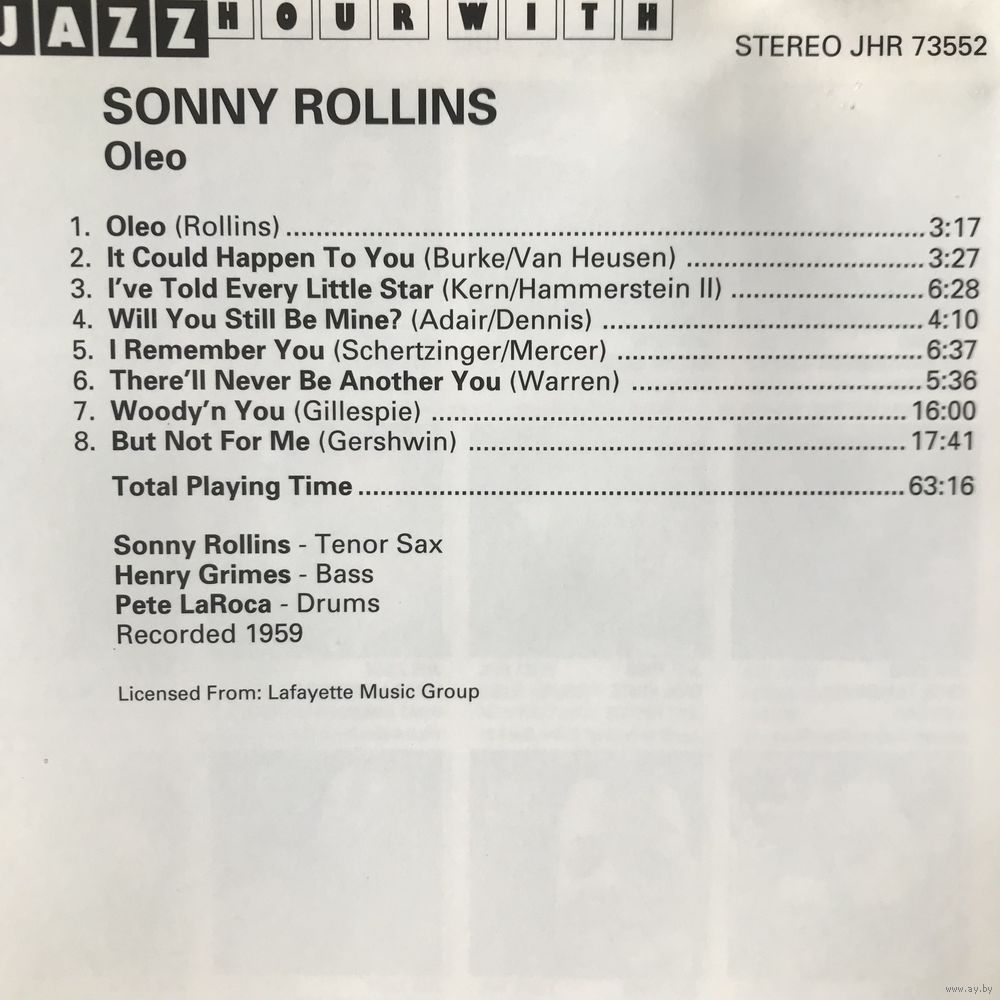 JAZZ HOUR WITH
STEREO JHR 73552
SONNY ROLLINS
Oleo
1. Oleo (Rollins) 3:17
2. It Could Happen To You (Burke/Van Heusen) 3:27
3. I've Told Every Little Star (Kern/Hammerstein II) 6:28
4. Will You Still Be Mine? (Adair/Dennis) 4:10
5. I Remember You (Schertzinger/Mercer) 6:37
6. There'll Never Be Another You (Warren) 5:36
7. Woody'n You (Gillespie) 16:00
8. But Not For Me (Gershwin) 17:41
Total Playing Time 63:16
Sonny Rollins - Tenor Sax
Henry Grimes - Bass
Pete LaRoca - Drums
Recorded 1959
Licensed From: Lafayette Music Group
www.ay.by